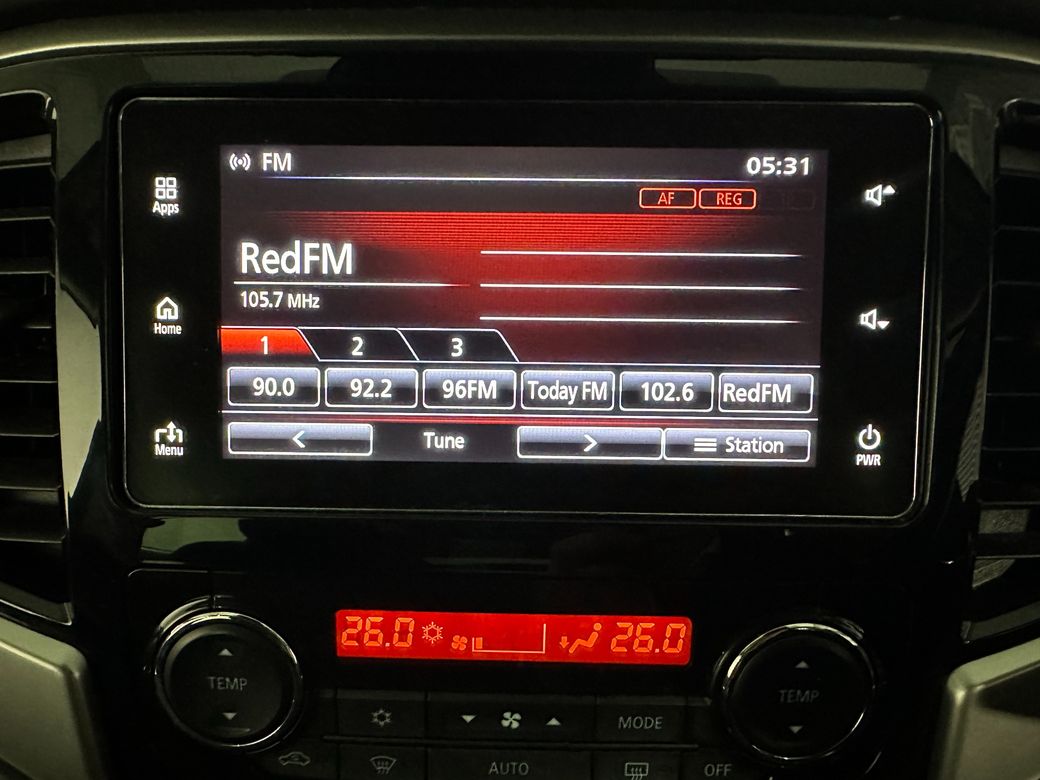 FM 05:31
Apps
AF REG
RedFM
105.7 MHz
Home
1 2 3
90.0 92.2 96FM Today FM 102.6 RedFM
< Tune > Station
Menu
PWR
26.0 26.0
TEMP TEMP
MODE
AUTO OFF